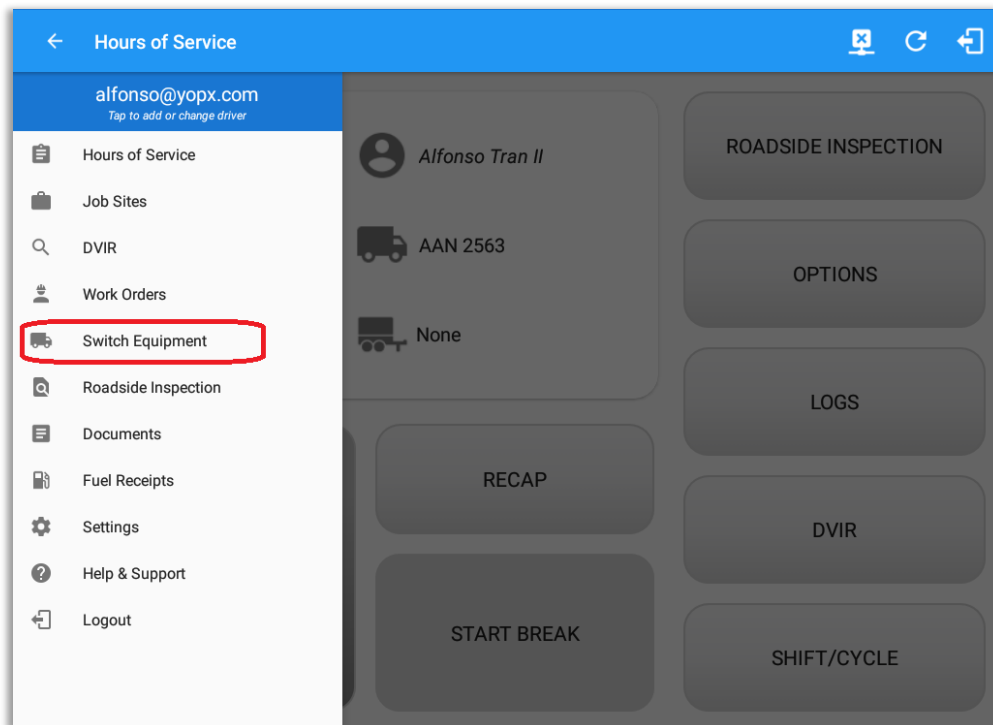 Hours of Service
alfonso@yopx.com
Tap to add or change driver
Hours of Service
Job Sites
DVIR
Work Orders
Switch Equipment
Roadside Inspection
Documents
Fuel Receipts
Settings
Help & Support
Logout
Alfonso Tran II
AAN 2563
None
RECAP
START BREAK
ROADSIDE INSPECTION
OPTIONS
LOGS
DVIR
SHIFT/CYCLE